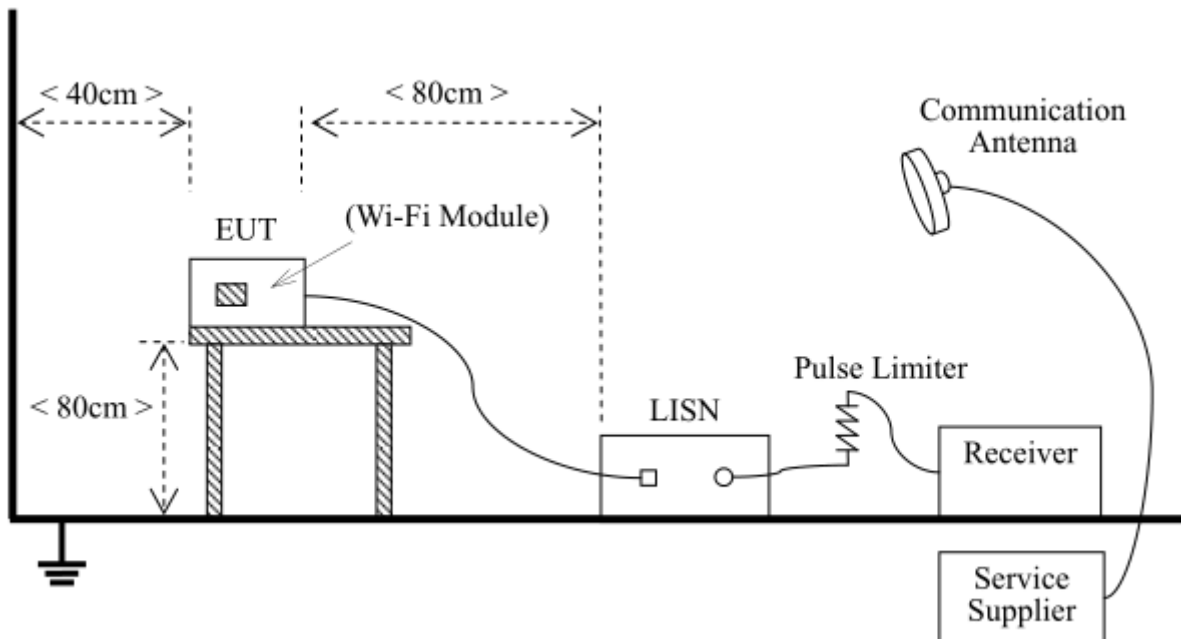 < 40cm >
< 80cm >
Communication
Antenna
(Wi-Fi Module)
EUT
< 80cm >
Pulse Limiter
LISN
Receiver
Service
Supplier